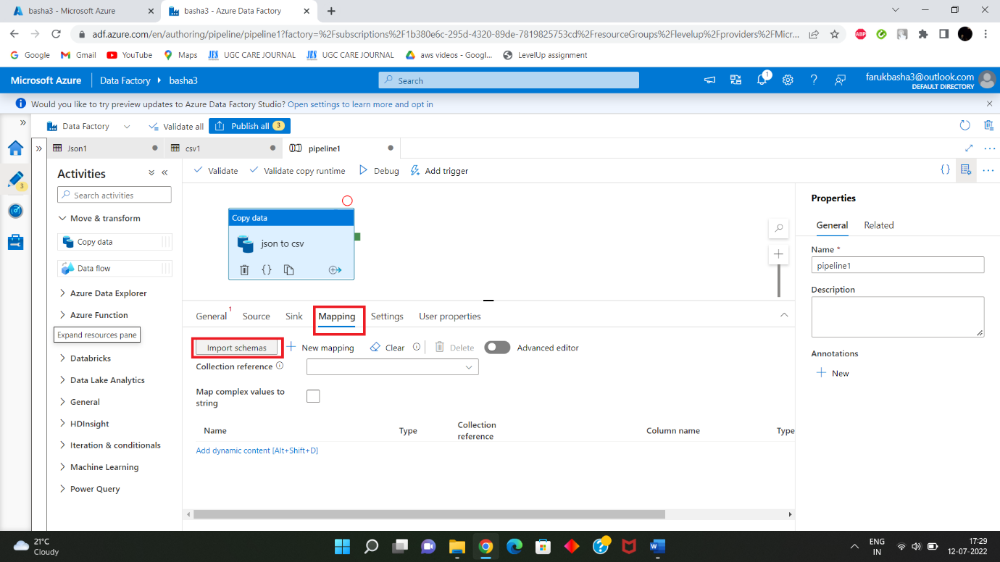 basha3 - Microsoft Azure
basha3 - Azure Data Factory
adf.azure.com/en/authoring/pipeline/pipeline1?factory=%2Fsubscriptions%2F1b380e6c-295d-4320-89de-7819825753cd%2FresourceGroups%2Flevelup%2Fproviders%2FMicr...
ABP
Google
Gmail
YouTube
Maps
JES UGC CARE JOURNAL
JES UGC CARE JOURNAL
aws videos - Googl...
LevelUp assignment
Microsoft Azure
Data Factory
basha3
Search
1
farukbasha3@outlook.com
DEFAULT DIRECTORY
Would you like to try preview updates to Azure Data Factory Studio? Open settings to learn more and opt in
Data Factory
Validate all
Publish all 3
Json1
csv1
pipeline1
3
Activities
Search activities
Move & transform
Copy data
Data flow
Azure Data Explorer
Azure Function
Expand resources pane
Databricks
Data Lake Analytics
General
HDInsight
Iteration & conditionals
Machine Learning
Power Query
Validate
Validate copy runtime
Debug
Add trigger
Copy data
json to csv
General 1
Source
Sink
Mapping
Settings
User properties
Import schemas
New mapping
Clear
Delete
Advanced editor
Collection reference
Map complex values to
string
Name
Type
Collection
reference
Column name
Type
Add dynamic content [Alt+Shift+D]
Properties
General
Related
Name *
pipeline1
Description
Annotations
New
21°C
Cloudy
ENG
IN
17:29
12-07-2022